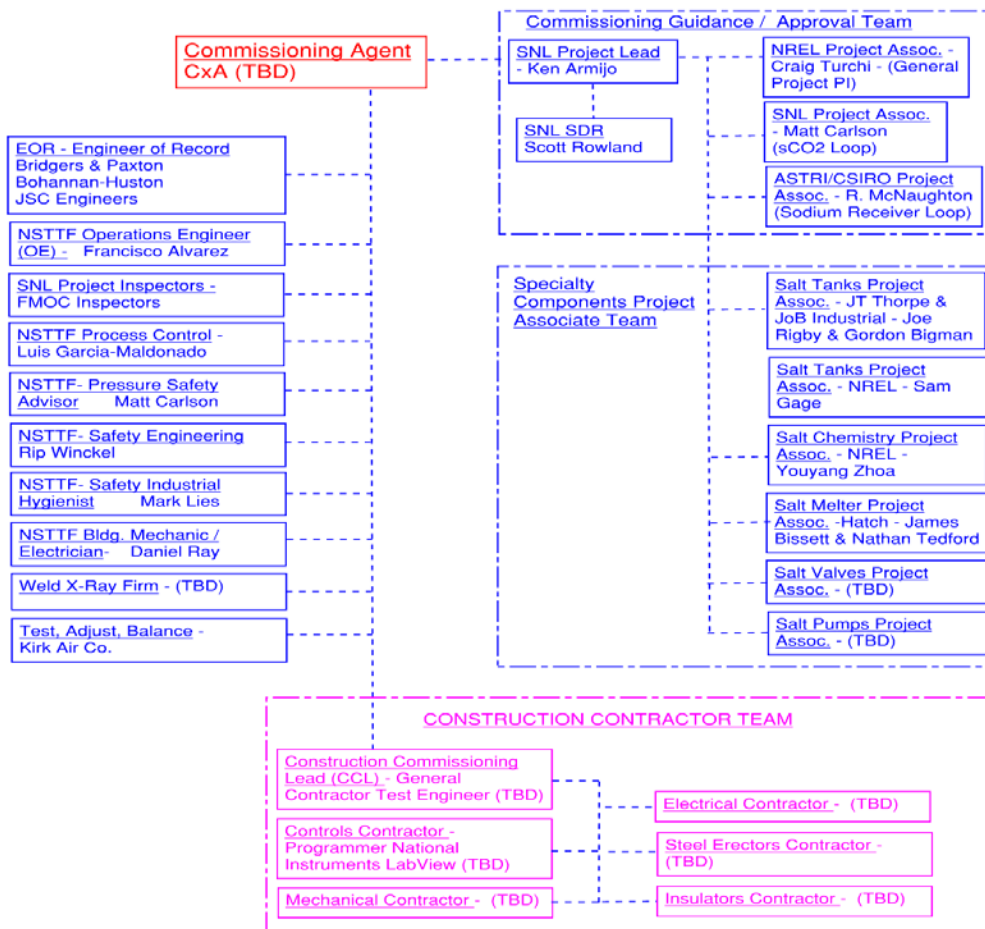 Commissioning Guidance / Approval Team
Commissioning Agent
CxA (TBD)
SNL Project Lead
- Ken Armijo
NREL Project Assoc. -
Craig Turchi - (General
Project PI)
SNL SDR
Scott Rowland
SNL Project Assoc.
- Matt Carlson
(sCO2 Loop)
ASTRI/CSIRO Project
Assoc. - R. McNaughton
(Sodium Receiver Loop)
EOR - Engineer of Record
Bridgers & Paxton
Bohannan-Huston
JSC Engineers
NSTTF Operations Engineer
(OE) - Francisco Alvarez
SNL Project Inspectors -
FMOC Inspectors
NSTTF Process Control -
Luis Garcia-Maldonado
NSTTF- Pressure Safety
Advisor Matt Carlson
NSTTF- Safety Engineering
Rip Winckel
NSTTF- Safety Industrial
Hygienist Mark Lies
NSTTF Bldg. Mechanic /
Electrician- Daniel Ray
Weld X-Ray Firm - (TBD)
Test, Adjust, Balance -
Kirk Air Co.
Specialty
Components Project
Associate Team
Salt Tanks Project
Assoc. - JT Thorpe &
JoB Industrial - Joe
Rigby & Gordon Bigman
Salt Tanks Project
Assoc. - NREL - Sam
Gage
Salt Chemistry Project
Assoc. - NREL -
Youyang Zhoa
Salt Melter Project
Assoc. -Hatch - James
Bissett & Nathan Tedford
Salt Valves Project
Assoc. - (TBD)
Salt Pumps Project
Assoc. - (TBD)
CONSTRUCTION CONTRACTOR TEAM
Construction Commissioning
Lead (CCL) - General
Contractor Test Engineer (TBD)
Controls Contractor -
Programmer National
Instruments LabView (TBD)
Mechanical Contractor - (TBD)
Electrical Contractor - (TBD)
Steel Erectors Contractor -
(TBD)
Insulators Contractor - (TBD)